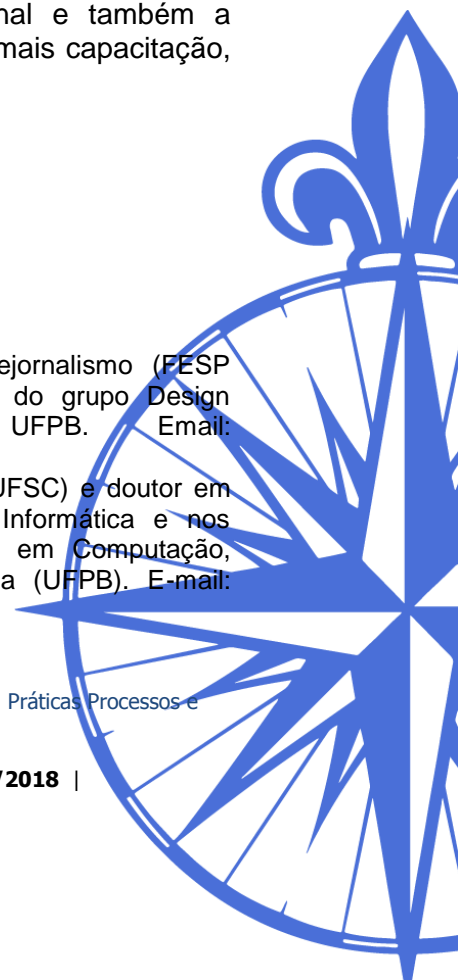 nal e também a
mais capacitação,
ejornalismo (FESP
do grupo Design
UFPB. Email:
UFSC) e doutor em
Informática e nos
em Computação,
a (UFPB). E-mail:
Práticas Processos e
/2018 |